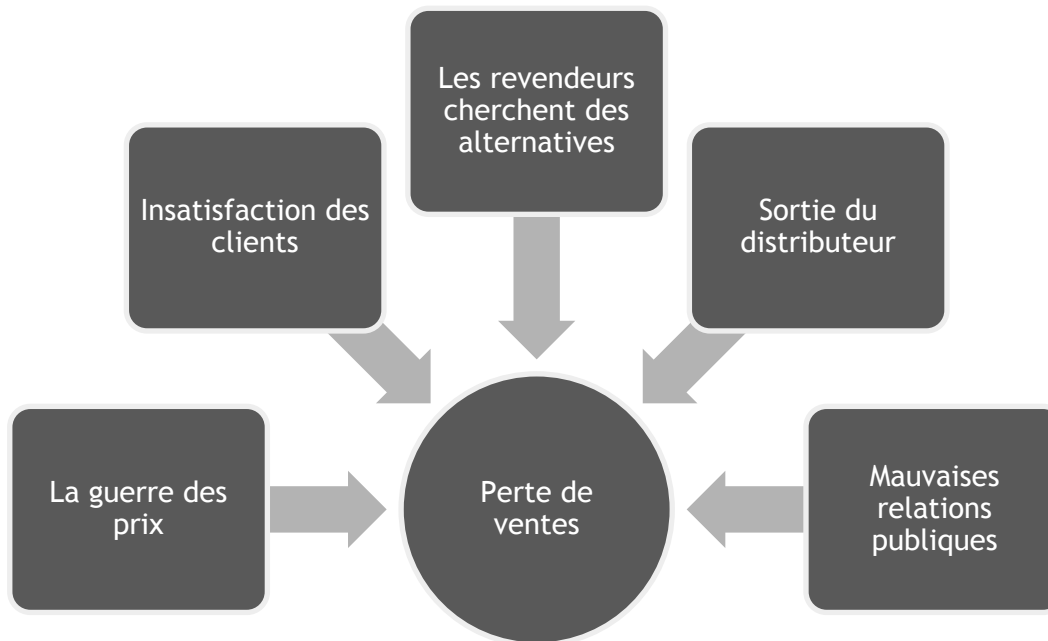 Les revendeurs
cherchent des
alternatives
Insatisfaction des
clients
Sortie du
distributeur
La guerre des
prix
Perte de
ventes
Mauvaises
relations
publiques